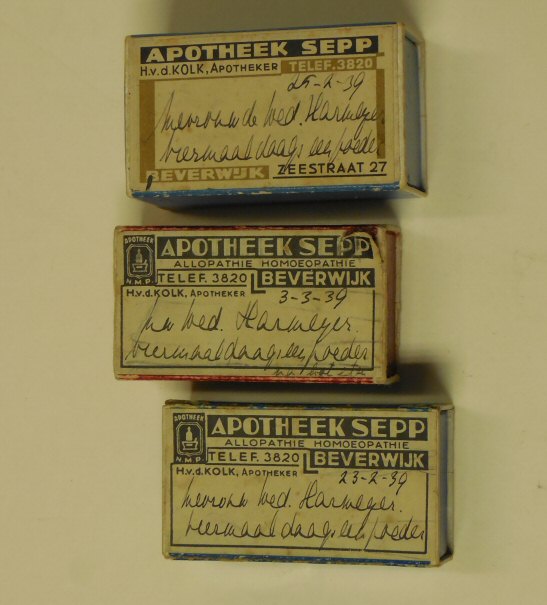 APOTHEEK SEPP
H.v.d.KOLK, APOTHEKER TELEF. 3820
25-2-39
Mevrouw de Wed. Harmeyer
viermaal daags een poeder
BEVERWIJK ZEESTRAAT 27
APOTHEEK
N.M.P.
APOTHEEK SEPP
ALLOPATHIE HOMOEOPATHIE
TELEF. 3820 BEVERWIJK
H.v.d.KOLK, APOTHEKER
3-3-39
Wed. Harmeyer.
viermaal daags een poeder
na het eten
APOTHEEK
N.M.P.
APOTHEEK SEPP
ALLOPATHIE HOMOEOPATHIE
TELEF. 3820 BEVERWIJK
H.v.d.KOLK, APOTHEKER
23-2-39
Mevrouw Wed. Harmeyer.
viermaal daags een poeder